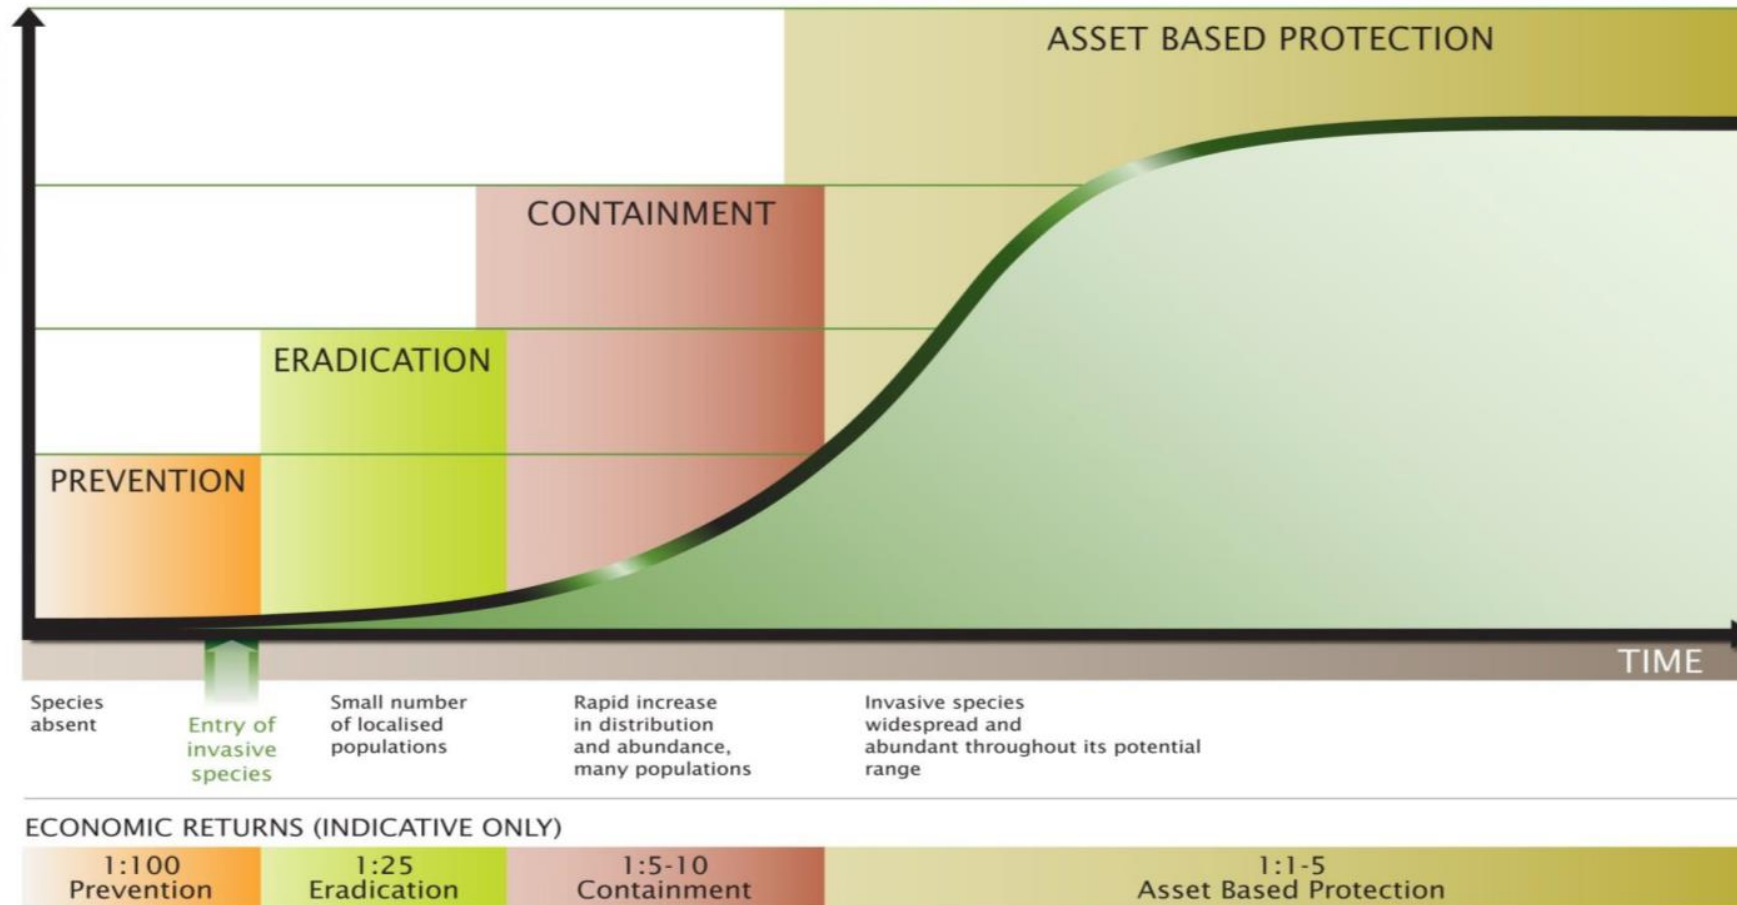 ASSET BASED PROTECTION
CONTAINMENT
ERADICATION
PREVENTION
TIME
Species
absent
Entry of
invasive
species
Small number
of localised
populations
Rapid increase
in distribution
and abundance,
many populations
Invasive species
widespread and
abundant throughout its potential
range
ECONOMIC RETURNS (INDICATIVE ONLY)
1:100
Prevention
1:25
Eradication
1:5-10
Containment
1:1-5
Asset Based Protection